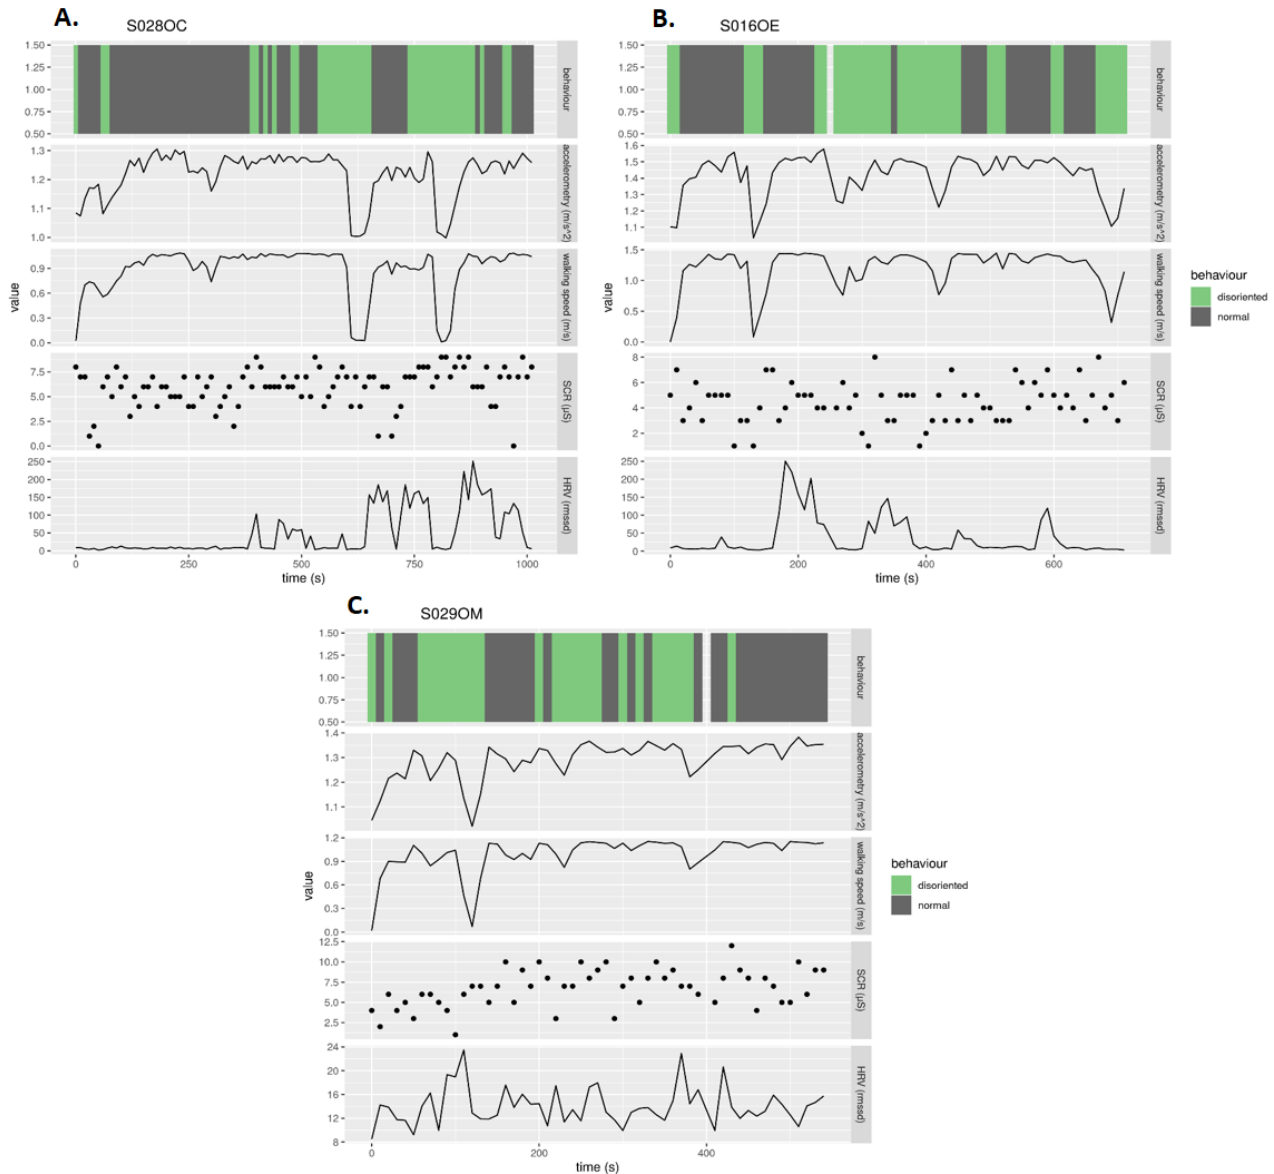 A.
S028OC
1.50
1.25
1.00
0.75
0.50
behaviour
1.3
1.2
1.1
1.0
accelerometry (m/s^2)
0.9
0.6
0.3
0.0
walking speed (m/s)
value
7.5
5.0
2.5
0.0
SCR (µS)
250
200
150
100
50
0
HRV (rmssd)
0 250 500 750 1000
time (s)
B.
S016OE
1.50
1.25
1.00
0.75
0.50
behaviour
1.6
1.5
1.4
1.3
1.2
1.1
accelerometry (m/s^2)
1.5
1.0
0.5
0.0
walking speed (m/s)
value
8
6
4
2
SCR (µS)
250
200
150
100
50
0
HRV (rmssd)
0 200 400 600
time (s)
behaviour
disoriented
normal
C.
S029OM
1.50
1.25
1.00
0.75
0.50
behaviour
1.4
1.3
1.2
1.1
accelerometry (m/s^2)
1.2
0.9
0.6
0.3
0.0
walking speed (m/s)
value
12.5
10.0
7.5
5.0
2.5
SCR (µS)
24
20
16
12
8
HRV (rmssd)
0 200 400
time (s)
behaviour
disoriented
normal